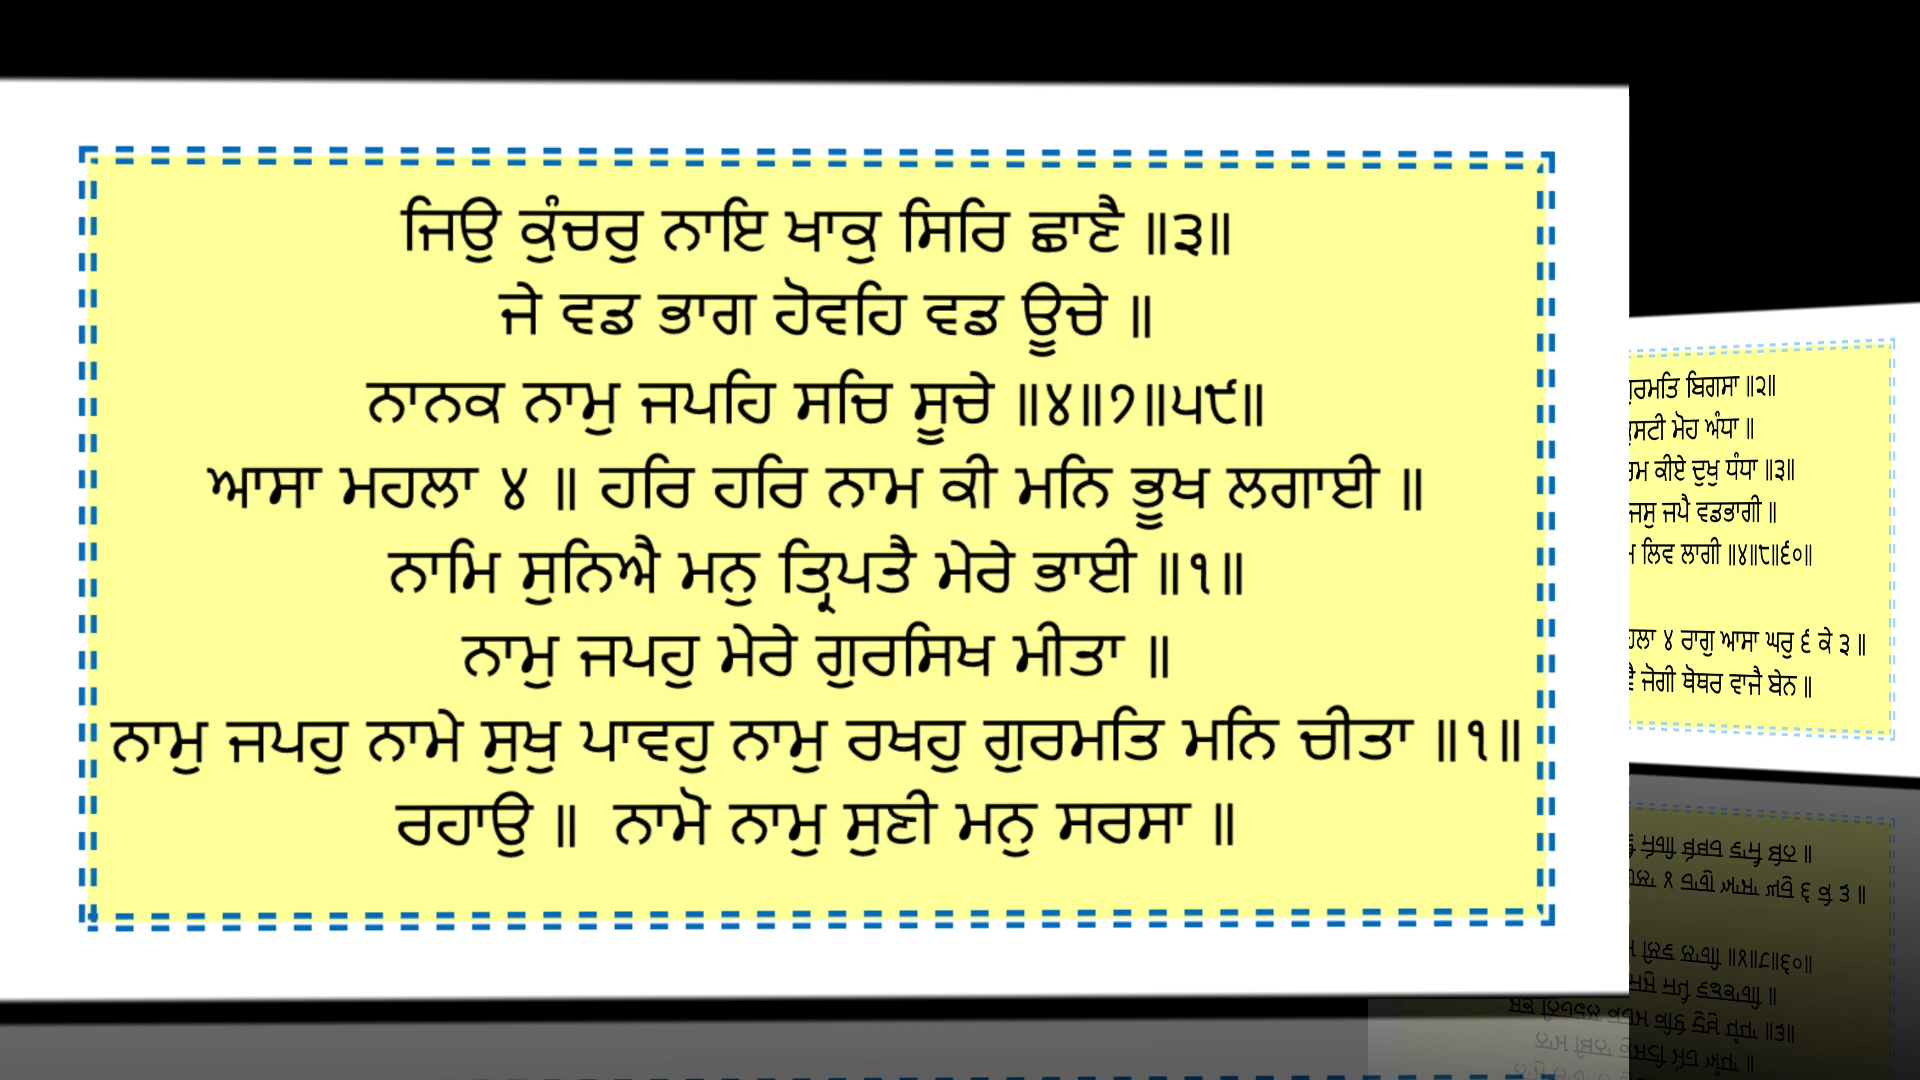 ਜਿਉ ਕੁੰਚਰੁ ਨਾਇ ਖਾਕੁ ਸਿਰਿ ਛਾਣੈ ॥੩॥
ਜੇ ਵਡ ਭਾਗ ਹੋਵਹਿ ਵਡ ਊਚੇ ॥
ਨਾਨਕ ਨਾਮੁ ਜਪਹਿ ਸਚਿ ਸੂਚੇ ॥੪॥੭॥੫੯॥
ਆਸਾ ਮਹਲਾ ੪ ॥ ਹਰਿ ਹਰਿ ਨਾਮ ਕੀ ਮਨਿ ਭੂਖ ਲਗਾਈ ॥
ਨਾਮਿ ਸੁਨਿਐ ਮਨੁ ਤ੍ਰਿਪਤੈ ਮੇਰੇ ਭਾਈ ॥੧॥
ਨਾਮੁ ਜਪਹੁ ਮੇਰੇ ਗੁਰਸਿਖ ਮੀਤਾ ॥
ਨਾਮੁ ਜਪਹੁ ਨਾਮੇ ਸੁਖੁ ਪਾਵਹੁ ਨਾਮੁ ਰਖਹੁ ਗੁਰਮਤਿ ਮਨਿ ਚੀਤਾ ॥੧॥
ਰਹਾਉ ॥ ਨਾਮੋ ਨਾਮੁ ਸੁਣੀ ਮਨੁ ਸਰਸਾ ॥
ਬਿਗਸਾ ॥੨॥
ਮੋਹ ਅੰਧਾ ॥
ਕੀਏ ਦੁਖੁ ਧੰਧਾ ॥੩॥
ਜਸੁ ਜਪੈ ਵਡਭਾਗੀ ॥
ਲਿਵ ਲਾਗੀ ॥੪॥੮॥੬੦॥
੪ ਰਾਗੁ ਆਸਾ ਘਰੁ ੬ ਕੇ ੩ ॥
ਜੋਗੀ ਥੋਥਰ ਵਾਜੈ ਬੇਨ ॥